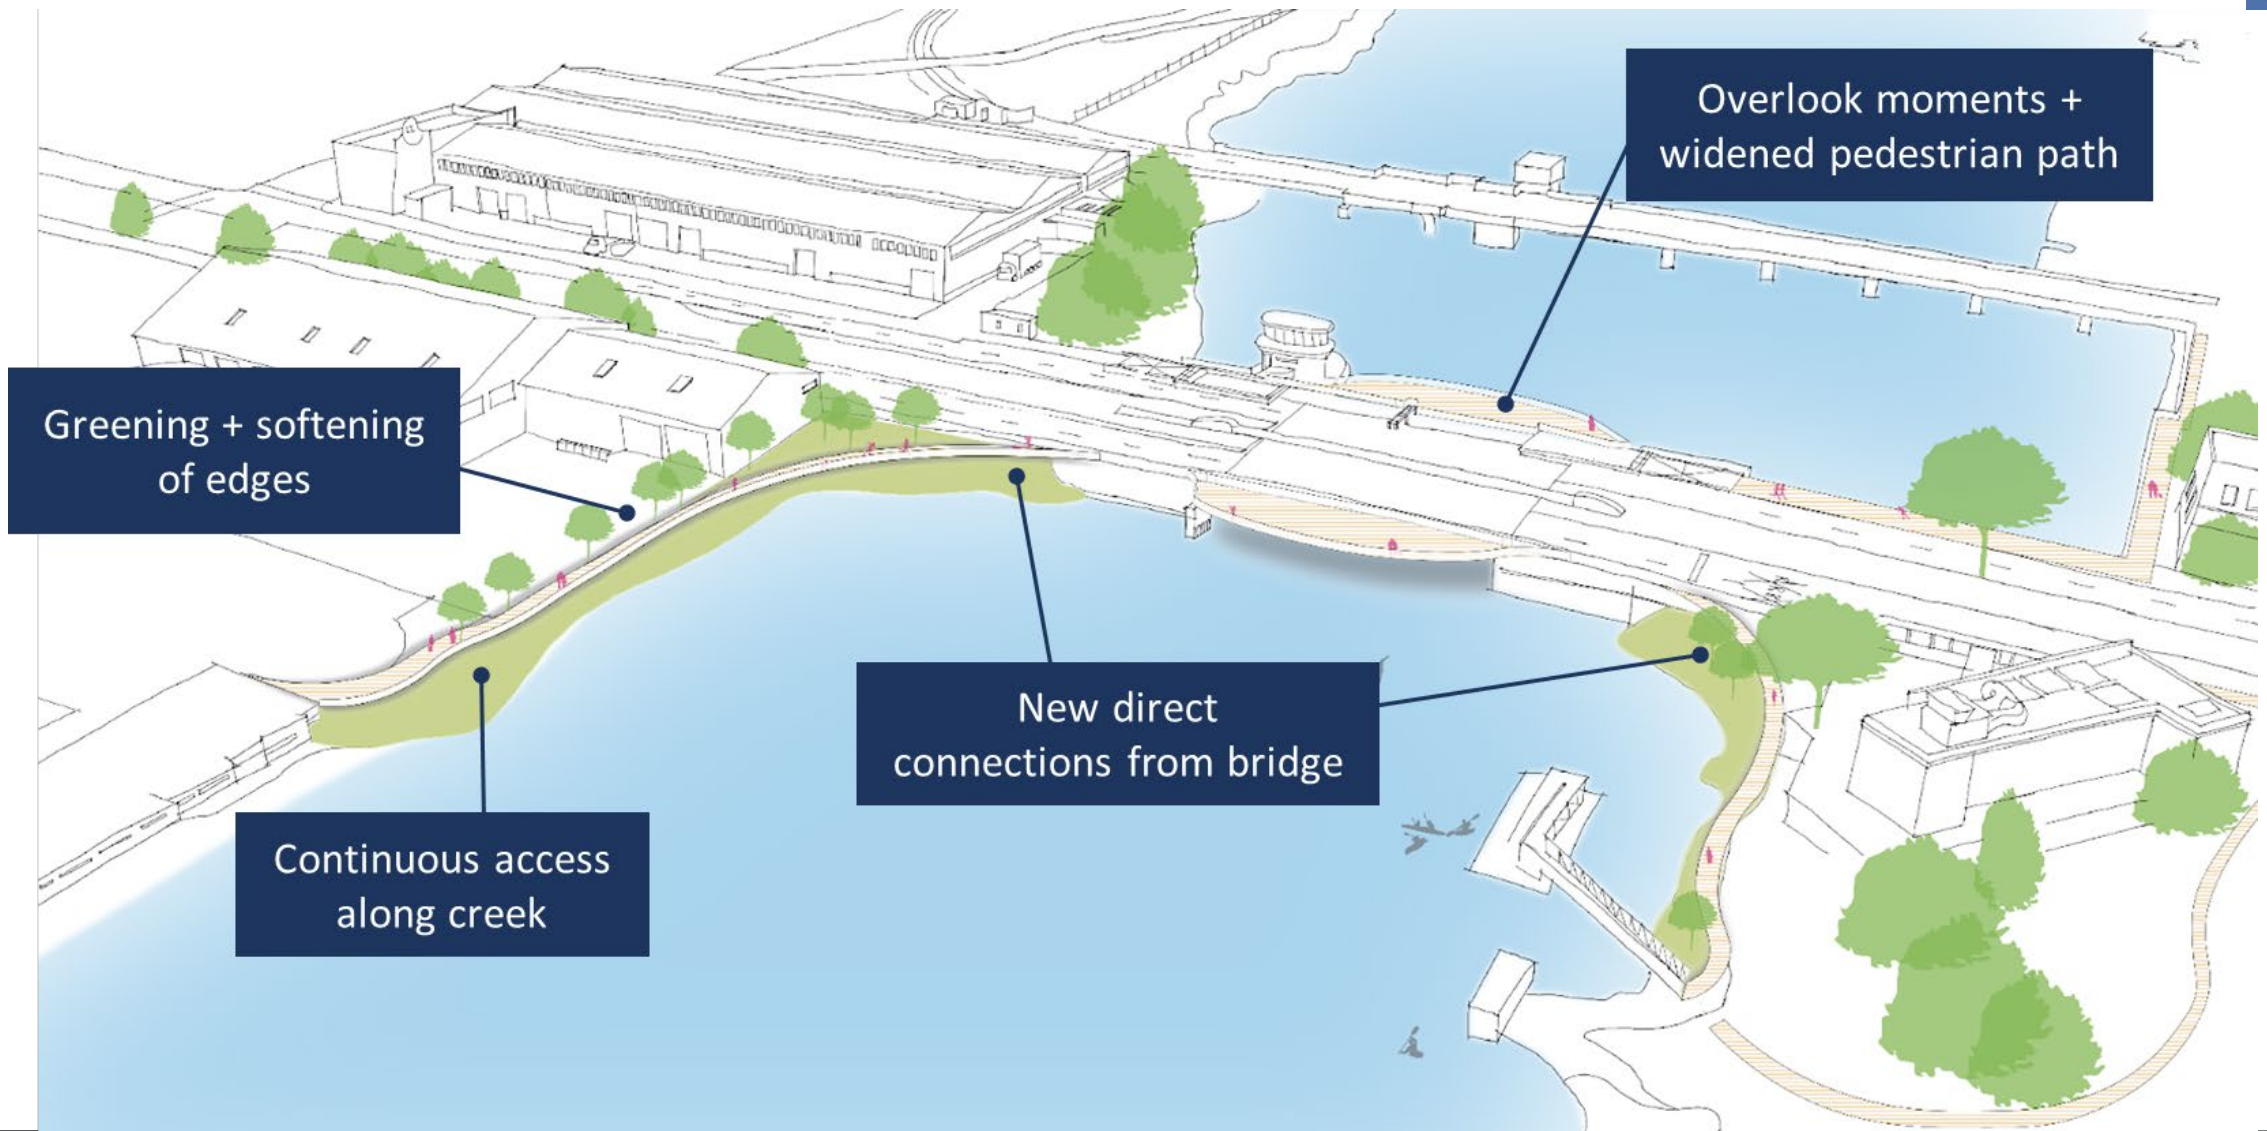 Overlook moments +
widened pedestrian path
Greening + softening
of edges
New direct
connections from bridge
Continuous access
along creek